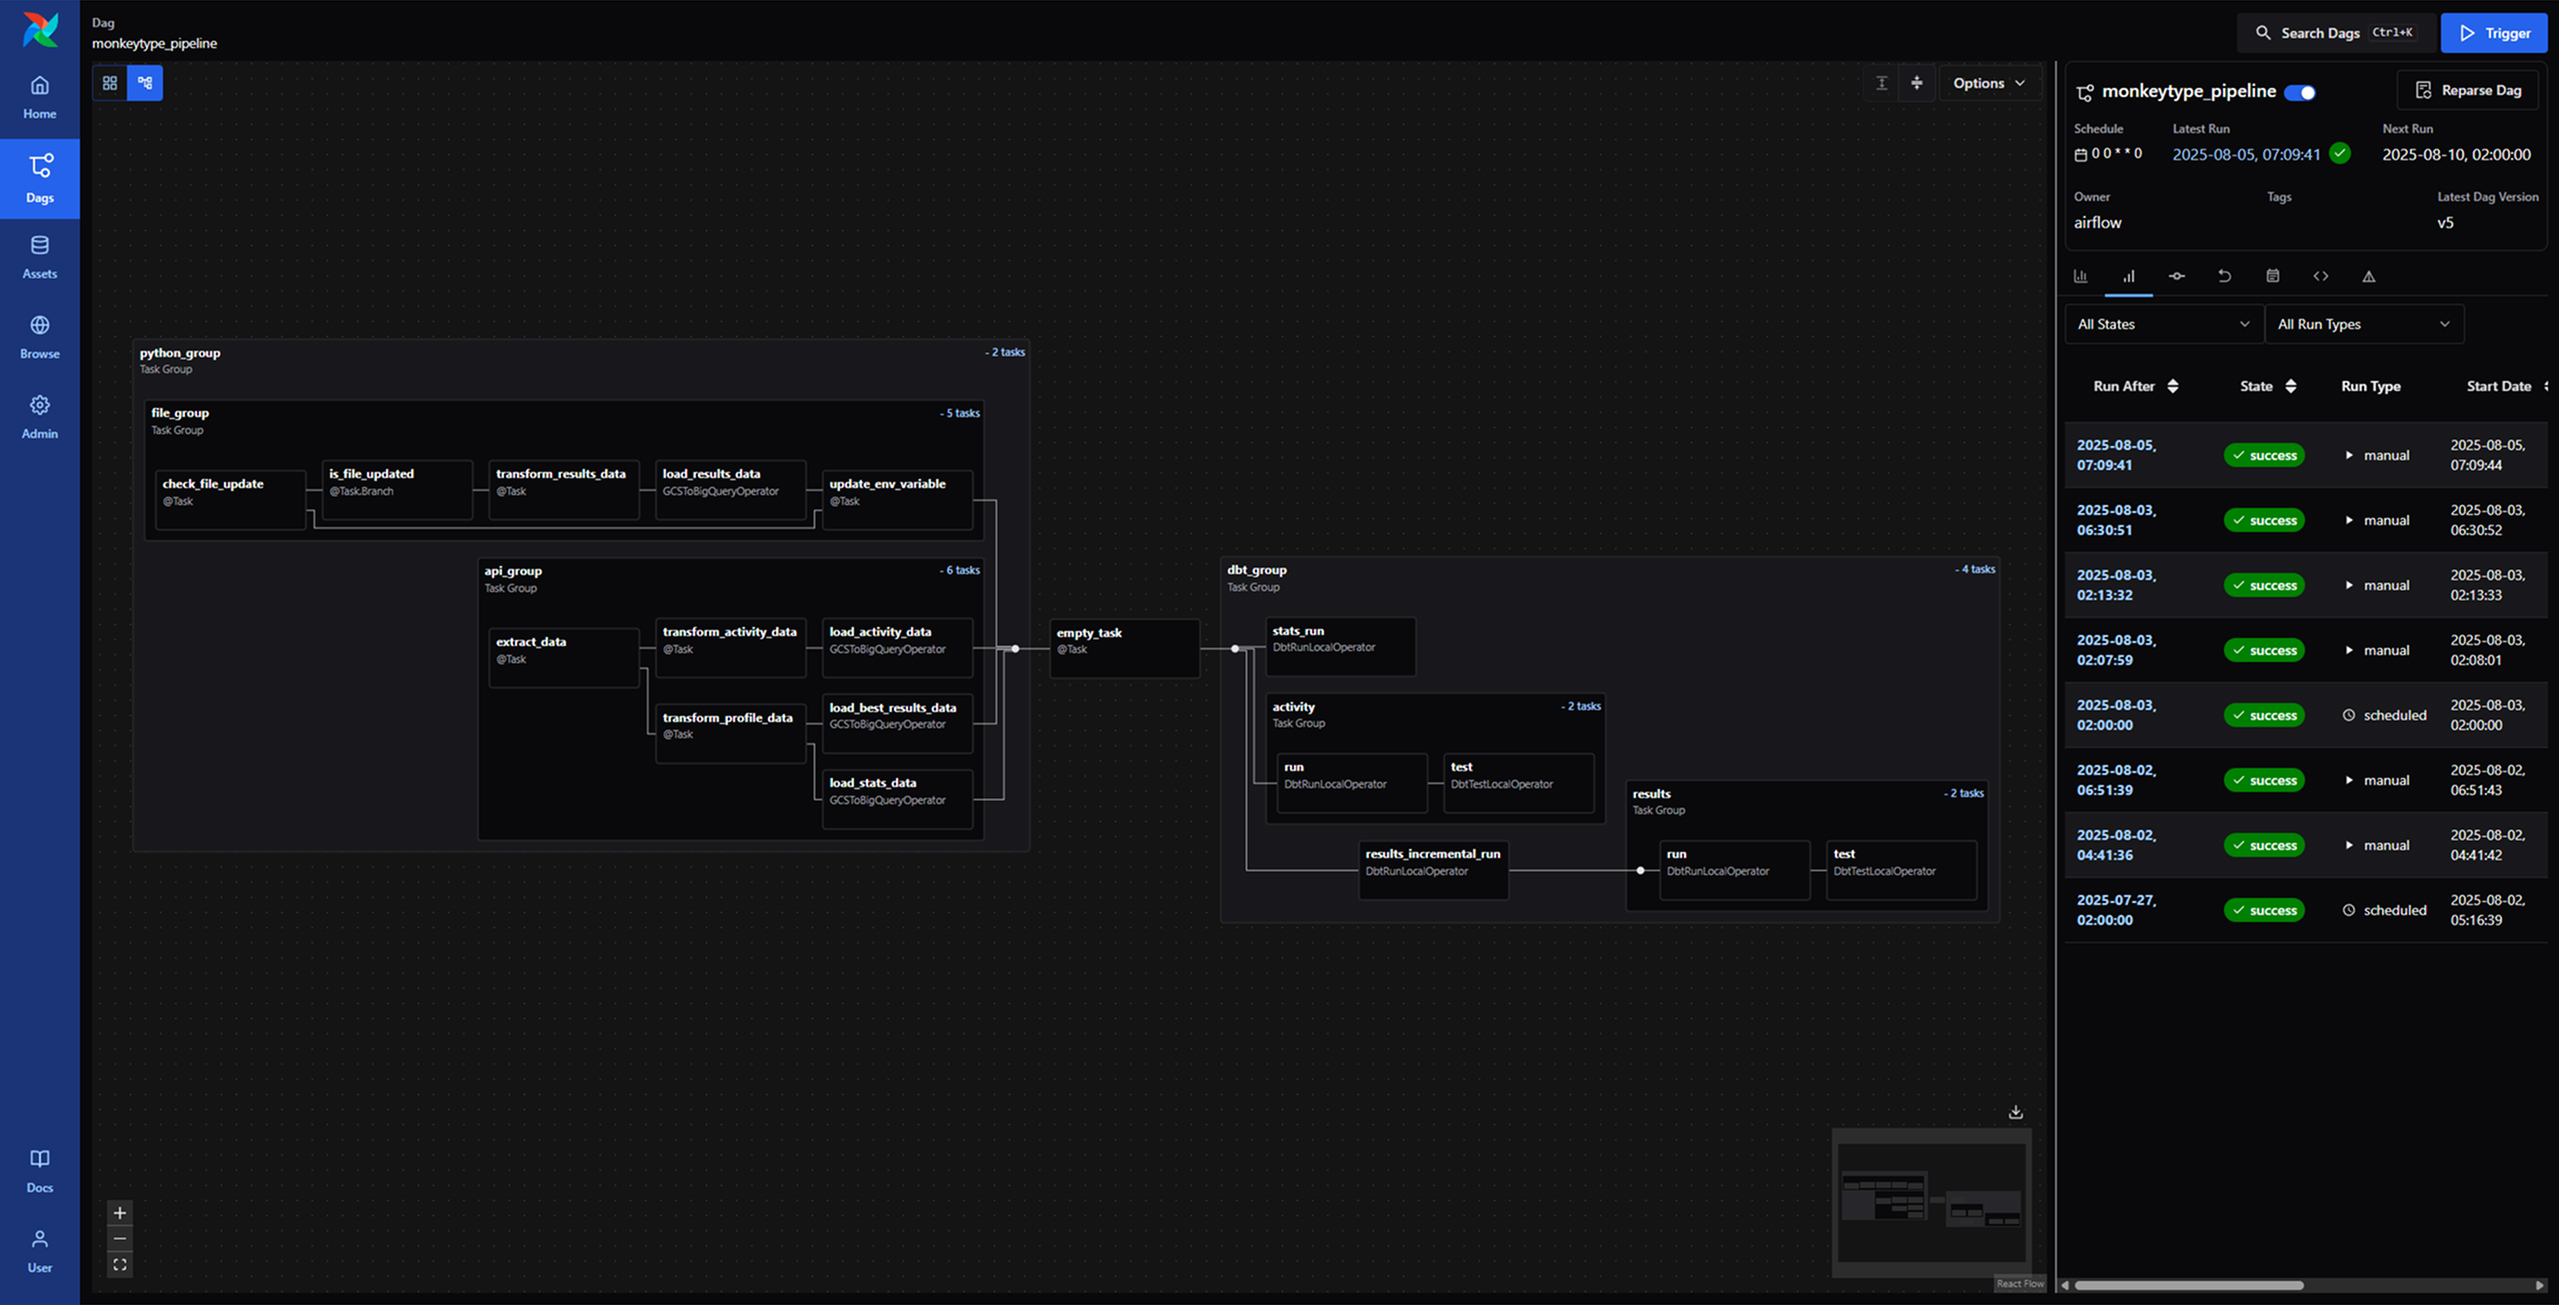 Dag
monkeytype_pipeline
Search Dags Ctrl+K
Trigger
Home
Dags
Assets
Browse
Admin
Docs
User
Options
python_group
- 2 tasks
Task Group
file_group
- 5 tasks
Task Group
check_file_update
@Task
is_file_updated
@Task.Branch
transform_results_data
@Task
load_results_data
GCSToBigQueryOperator
update_env_variable
@Task
api_group
- 6 tasks
Task Group
extract_data
@Task
transform_activity_data
@Task
load_activity_data
GCSToBigQueryOperator
transform_profile_data
@Task
load_best_results_data
GCSToBigQueryOperator
load_stats_data
GCSToBigQueryOperator
empty_task
@Task
dbt_group
- 4 tasks
Task Group
stats_run
DbtRunLocalOperator
activity
- 2 tasks
Task Group
run
DbtRunLocalOperator
test
DbtTestLocalOperator
results_incremental_run
DbtRunLocalOperator
results
- 2 tasks
Task Group
run
DbtRunLocalOperator
test
DbtTestLocalOperator
React Flow
monkeytype_pipeline
Reparse Dag
Schedule
Latest Run
Next Run
0 0 * * 0
2025-08-05, 07:09:41
2025-08-10, 02:00:00
Owner
Tags
Latest Dag Version
airflow
v5
All States
All Run Types
Run After
State
Run Type
Start Date
2025-08-05,
07:09:41
success
manual
2025-08-05,
07:09:44
2025-08-03,
06:30:51
success
manual
2025-08-03,
06:30:52
2025-08-03,
02:13:32
success
manual
2025-08-03,
02:13:33
2025-08-03,
02:07:59
success
manual
2025-08-03,
02:08:01
2025-08-03,
02:00:00
success
scheduled
2025-08-03,
02:00:00
2025-08-02,
06:51:39
success
manual
2025-08-02,
06:51:43
2025-08-02,
04:41:36
success
manual
2025-08-02,
04:41:42
2025-07-27,
02:00:00
success
scheduled
2025-08-02,
05:16:39